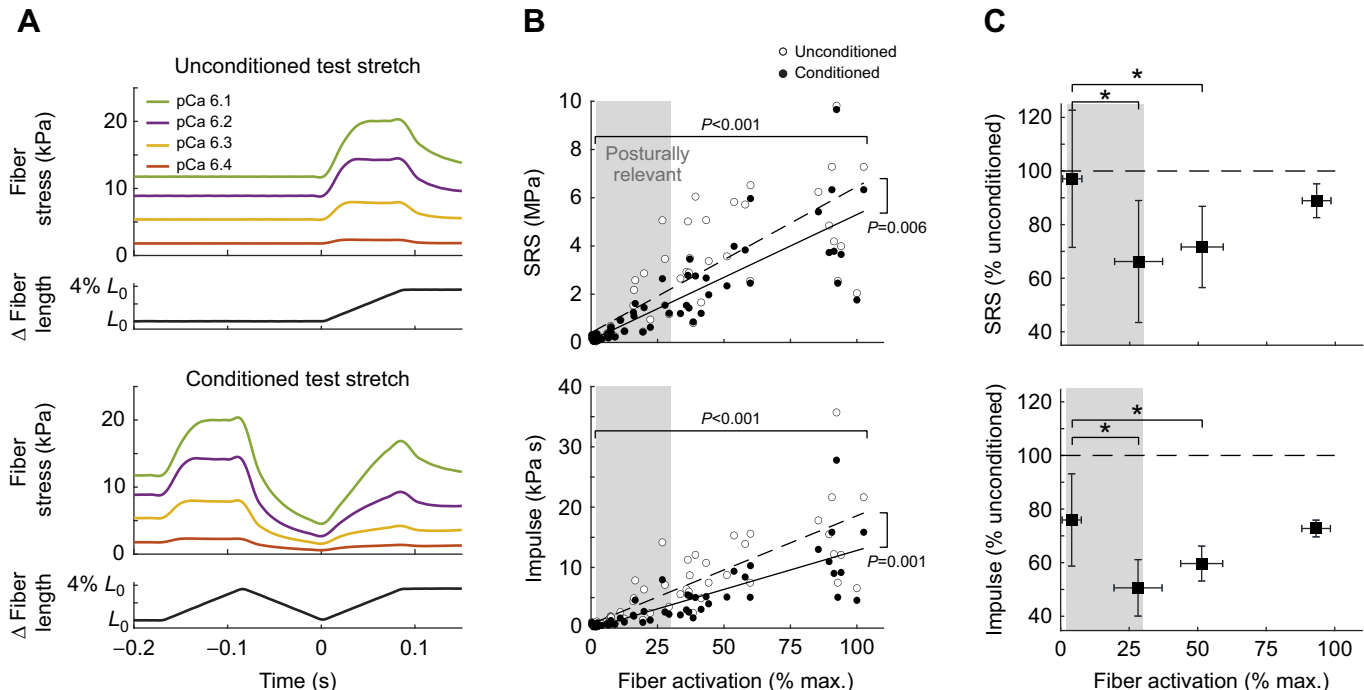 A
Unconditioned test stretch
pCa 6.1
pCa 6.2
pCa 6.3
pCa 6.4
20
10
0
Fiber
stress (kPa)
4% L0
L0
Δ Fiber
length
Conditioned test stretch
20
10
0
Fiber
stress (kPa)
4% L0
L0
Δ Fiber
length
–0.2
–0.1
0
0.1
Time (s)
B
Unconditioned
Conditioned
10
8
6
4
2
0
SRS (MPa)
P<0.001
Posturally
relevant
P=0.006
40
30
20
10
0
Impulse (kPa s)
P<0.001
P=0.001
0
25
50
75
100
Fiber activation (% max.)
C
*
*
120
100
80
60
40
SRS (% unconditioned)
*
*
120
100
80
60
40
Impulse (% unconditioned)
0
25
50
75
100
Fiber activation (% max.)